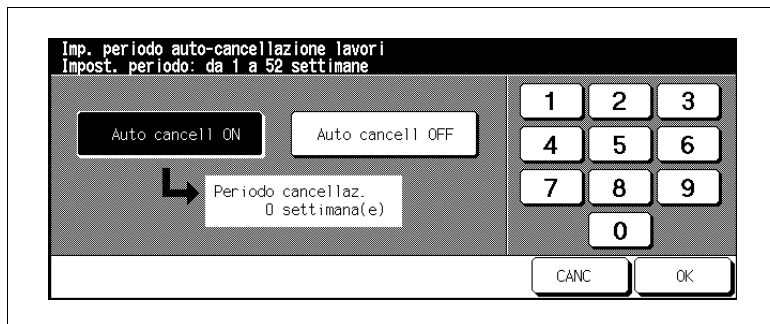 Imp. periodo auto-cancellazione lavori
Impost. periodo: da 1 a 52 settimane
Auto cancell ON
Auto cancell OFF
Periodo cancellaz.
0 settimana(e)
1 2 3
4 5 6
7 8 9
0
CANC OK